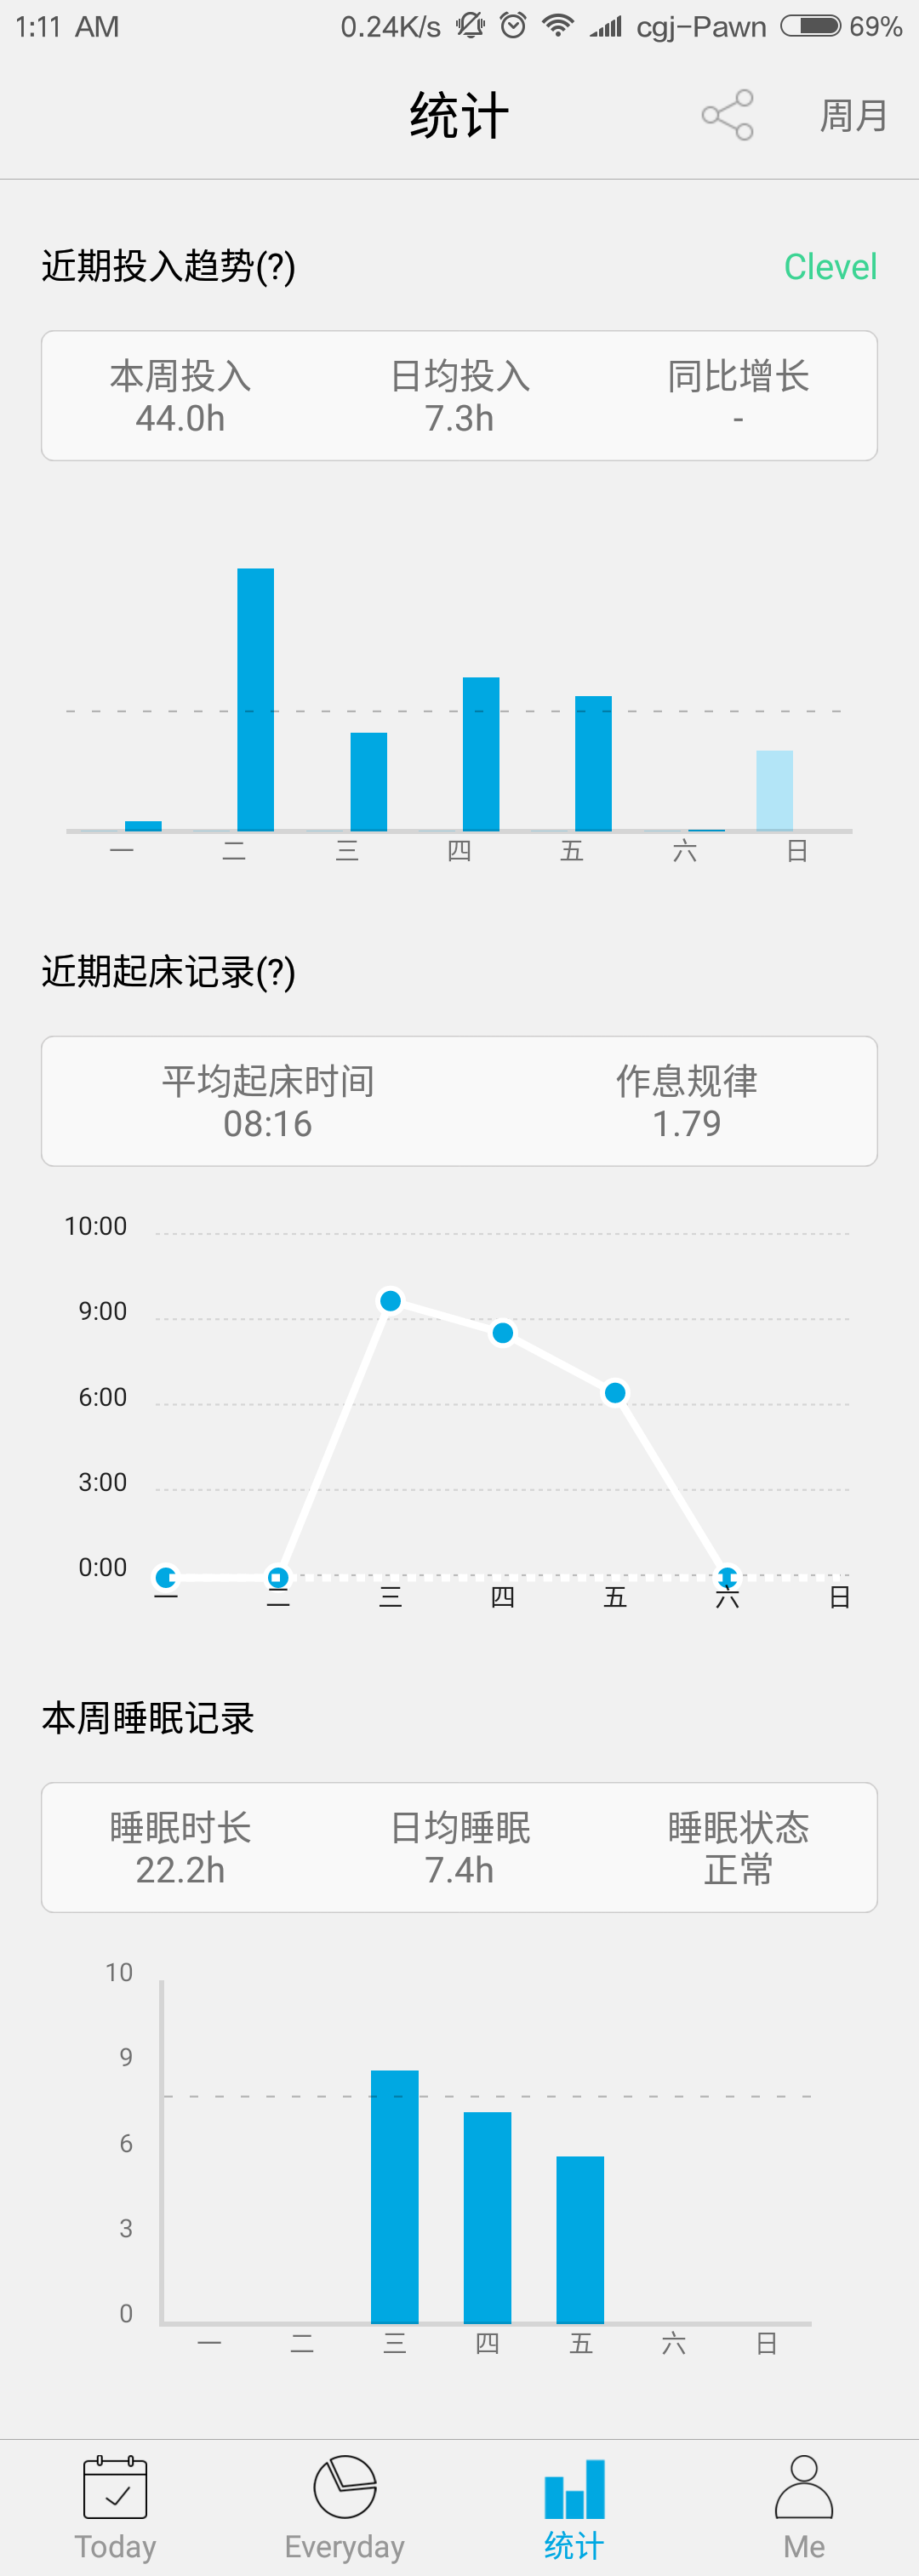 1:11 AM 0.24K/s cgj-Pawn 69%
统计 周月
近期投入趋势(?) Clevel
本周投入 日均投入 同比增长
44.0h 7.3h -
一 二 三 四 五 六 日
近期起床记录(?)
平均起床时间 作息规律
08:16 1.79
10:00
9:00
6:00
3:00
0:00
一 二 三 四 五 六 日
本周睡眠记录
睡眠时长 日均睡眠 睡眠状态
22.2h 7.4h 正常
10
9
6
3
0
一 二 三 四 五 六 日
Today Everyday 统计 Me